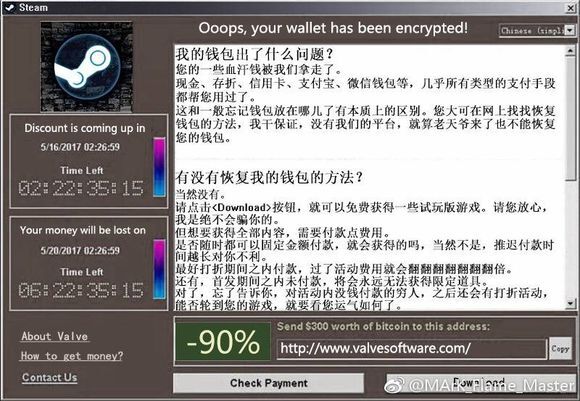 Steam
Ooops, your wallet has been encrypted!
Chinese (simpli
我的钱包出了什么问题?
您的一些血汗钱被我们拿走了。
现金、存折、信用卡、支付宝、微信钱包等，几乎所有类型的支付手段
都帮您用过了。
这和一般忘记钱包放在哪儿了有本质上的区别。您大可在网上找找恢复
钱包的方法，我干保证，没有我们的平台，就算老天爷来了也不能恢复
您的钱包。
有没有恢复我的钱包的方法?
当然没有。
请点击<Download>按钮，就可以免费获得一些试玩版游戏。请您放心，
我是绝不会骗你的。
但想要获得全部内容，需要付款点费用。
是否随时都可以固定金额付款，就会获得的吗，当然不是，推迟付款时
间越长对你不利。
最好打折期间之内付款，过了活动费用就会翻翻翻翻翻翻翻倍。
还有，首发期间之内未付款，将会永远无法获得限定道具。
对了，忘了告诉你，对活动内没钱付款的穷人，之后还会有打折活动，
能否轮到您的游戏，就要看您运气如何了。
Discount is coming up in
5/16/2017 02:26:59
Time Left
02:22:35:15
Your money will be lost on
5/20/2017 02:26:59
Time Left
06:22:35:15
About Valve
How to get money?
Contact Us
-90%
Send $300 worth of bitcoin to this address:
http://www.valvesoftware.com/
Copy
Check Payment
Download
@MArk_Flame_Master